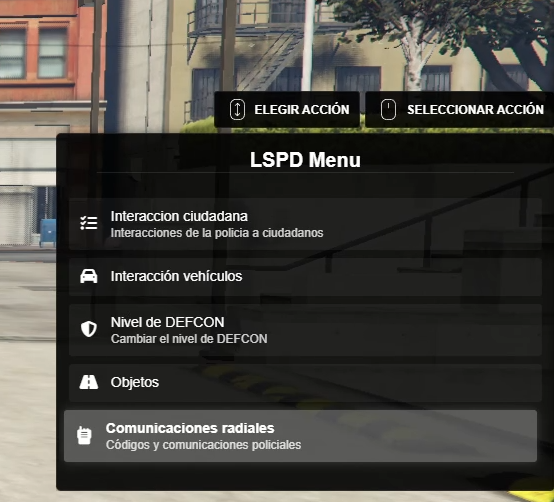 ELEGIR ACCIÓN
SELECCIONAR ACCIÓN
LSPD Menu
Interaccion ciudadana
Interacciones de la policia a ciudadanos
Interacción vehículos
Nivel de DEFCON
Cambiar el nivel de DEFCON
Objetos
Comunicaciones radiales
Códigos y comunicaciones policiales